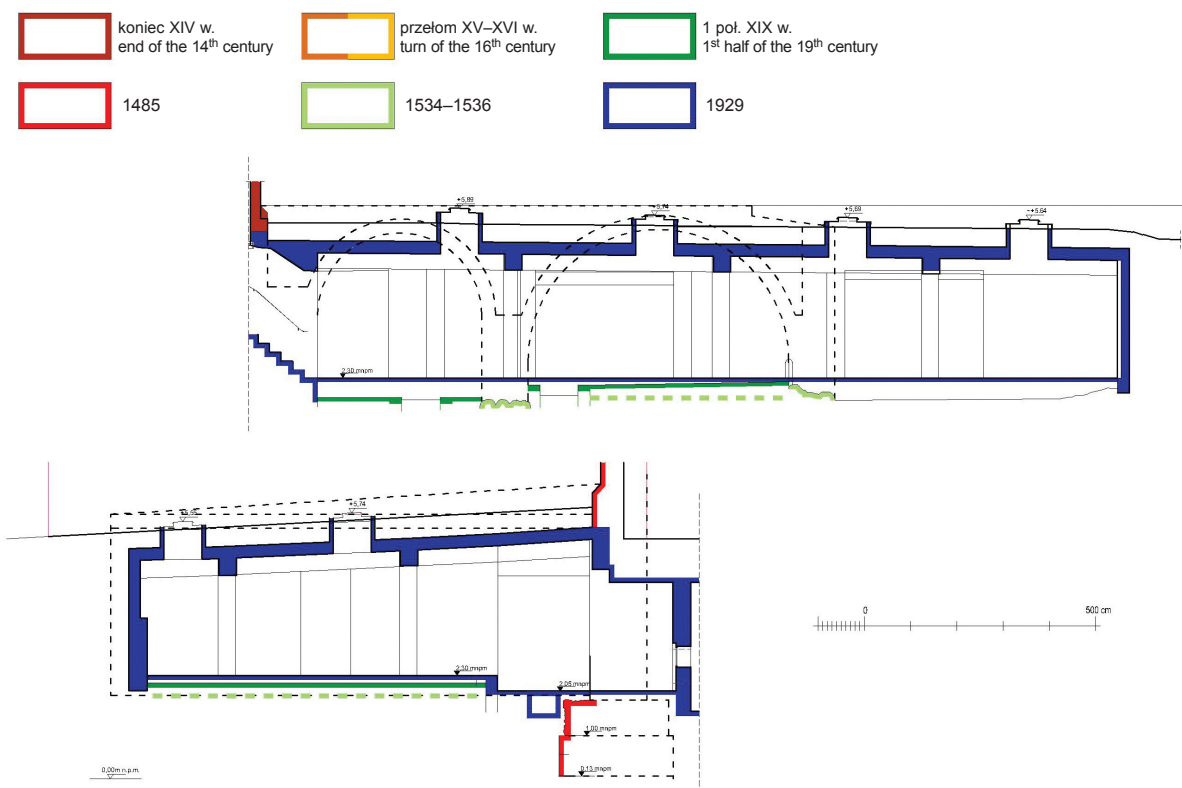 koniec XIV w.
end of the 14th century
przełom XV–XVI w.
turn of the 16th century
1 poł. XIX w.
1st half of the 19th century
1485
1534–1536
1929
+5,89
+5,74
+5,69
+5,64
2,30 mnpm
+5,74
2,30 mnpm
2,05 mnpm
1,00 mnpm
0,13 mnpm
0,00m n.p.m.
0
500 cm